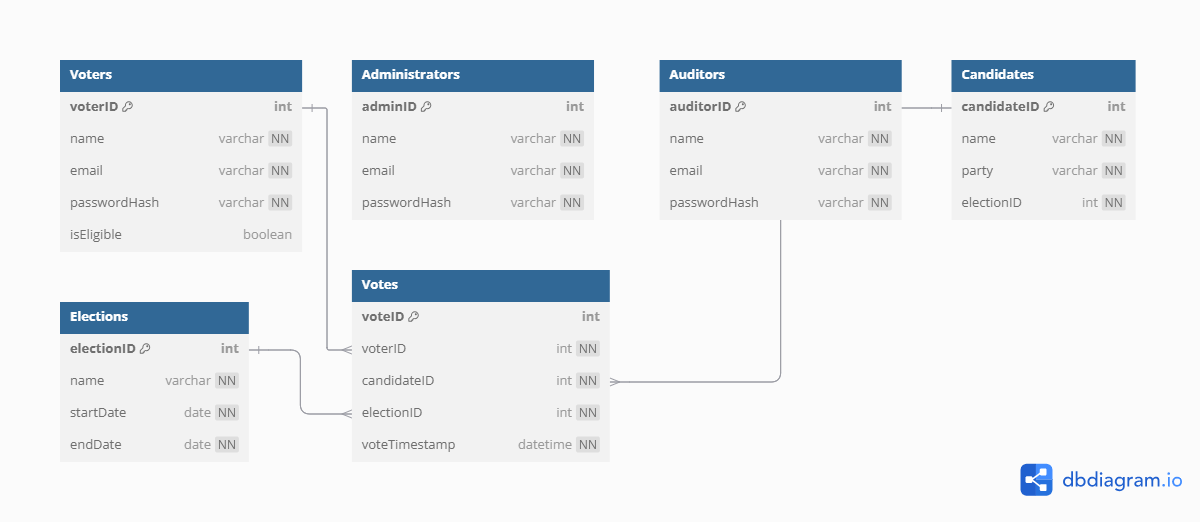 Voters
voterID int
name varchar NN
email varchar NN
passwordHash varchar NN
isEligible boolean
Administrators
adminID int
name varchar NN
email varchar NN
passwordHash varchar NN
Auditors
auditorID int
name varchar NN
email varchar NN
passwordHash varchar NN
Candidates
candidateID int
name varchar NN
party varchar NN
electionID int NN
Elections
electionID int
name varchar NN
startDate date NN
endDate date NN
Votes
voteID int
voterID int NN
candidateID int NN
electionID int NN
voteTimestamp datetime NN
dbdiagram.io